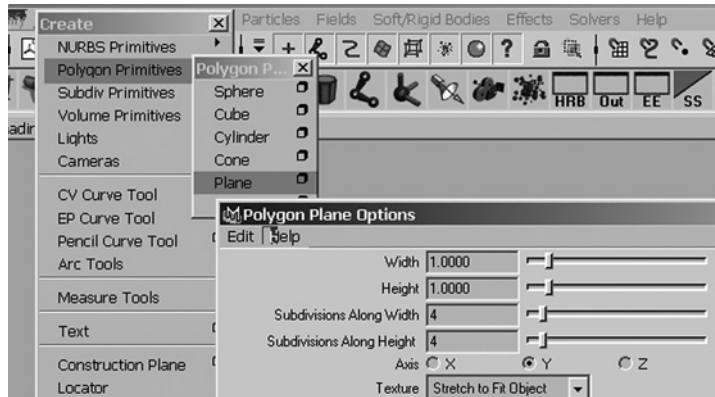 Create
Particles Fields Soft/Rigid Bodies Effects Solvers Help
NURBS Primitives
Polygon Primitives
Subdiv Primitives
Volume Primitives
Lights
Cameras
CV Curve Tool
EP Curve Tool
Pencil Curve Tool
Arc Tools
Measure Tools
Text
Construction Plane
Locator
Polygon P...
Sphere
Cube
Cylinder
Cone
Plane
HRB Out EE SS
Polygon Plane Options
Edit Help
Width 1.0000
Height 1.0000
Subdivisions Along Width 4
Subdivisions Along Height 4
Axis X Y Z
Texture Stretch to Fit Object